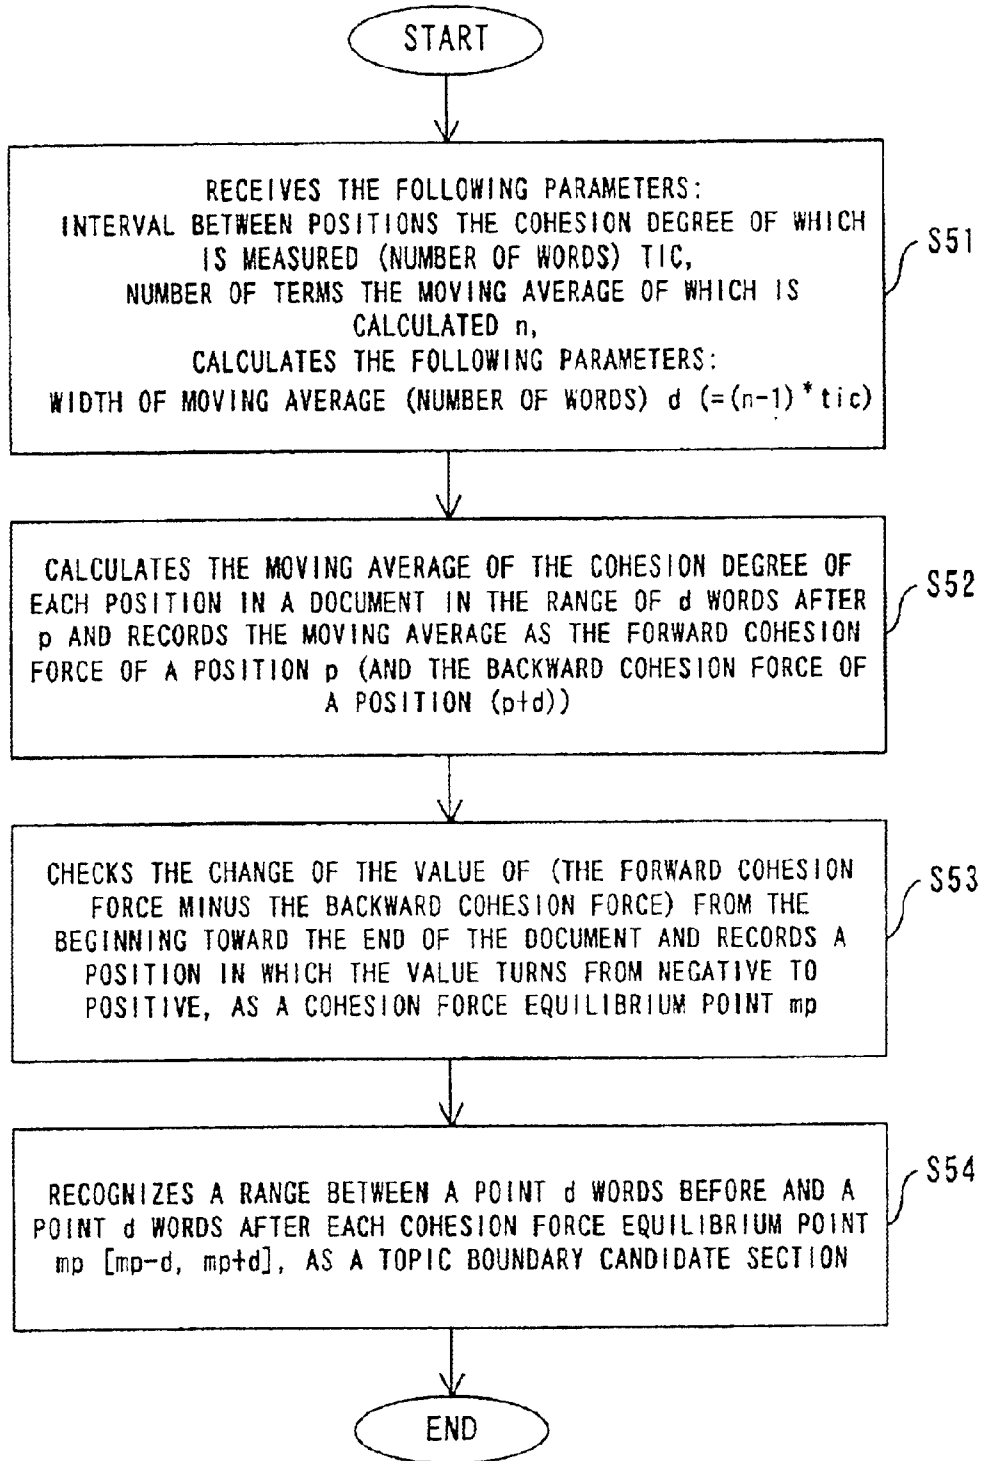 START
RECEIVES THE FOLLOWING PARAMETERS:
INTERVAL BETWEEN POSITIONS THE COHESION DEGREE OF WHICH
IS MEASURED (NUMBER OF WORDS) TIC,
NUMBER OF TERMS THE MOVING AVERAGE OF WHICH IS
CALCULATED n,
CALCULATES THE FOLLOWING PARAMETERS:
WIDTH OF MOVING AVERAGE (NUMBER OF WORDS) d (=(n-1)*tic)
S51
CALCULATES THE MOVING AVERAGE OF THE COHESION DEGREE OF
EACH POSITION IN A DOCUMENT IN THE RANGE OF d WORDS AFTER
p AND RECORDS THE MOVING AVERAGE AS THE FORWARD COHESION
FORCE OF A POSITION p (AND THE BACKWARD COHESION FORCE OF
A POSITION (p+d))
S52
CHECKS THE CHANGE OF THE VALUE OF (THE FORWARD COHESION
FORCE MINUS THE BACKWARD COHESION FORCE) FROM THE
BEGINNING TOWARD THE END OF THE DOCUMENT AND RECORDS A
POSITION IN WHICH THE VALUE TURNS FROM NEGATIVE TO
POSITIVE, AS A COHESION FORCE EQUILIBRIUM POINT mp
S53
RECOGNIZES A RANGE BETWEEN A POINT d WORDS BEFORE AND A
POINT d WORDS AFTER EACH COHESION FORCE EQUILIBRIUM POINT
mp [mp-d, mp+d], AS A TOPIC BOUNDARY CANDIDATE SECTION
S54
END